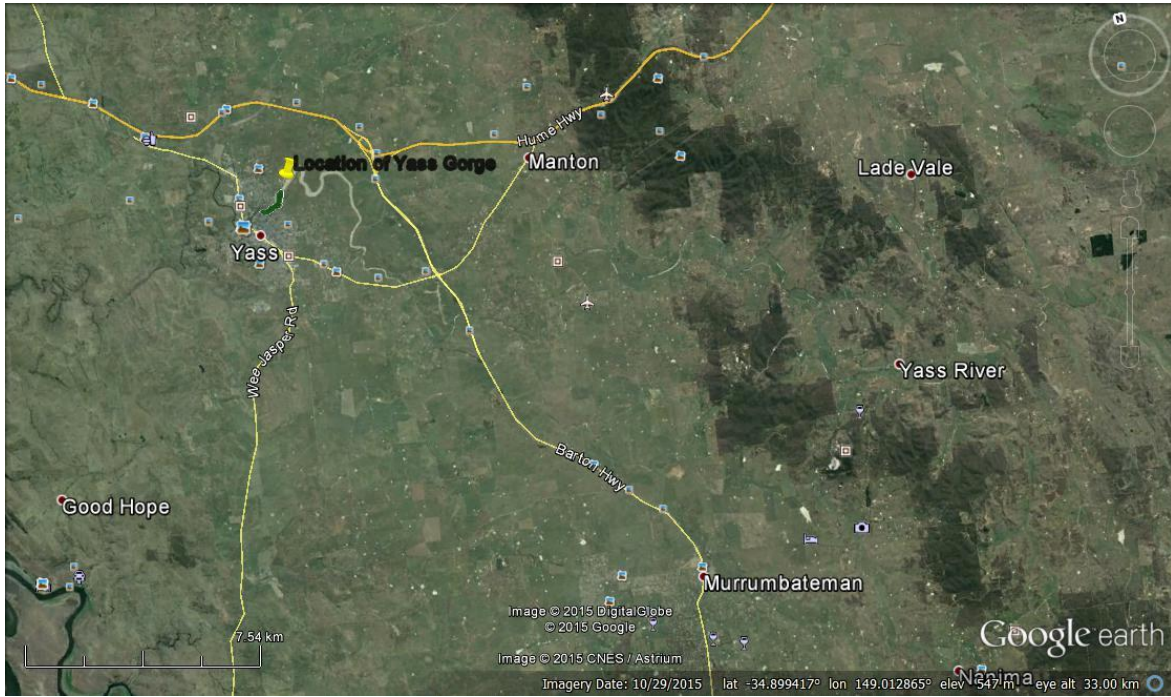 N
Hume Hwy
Location of Yass Gorge
Manton
Lade Vale
Yass
Wee Jasper Rd
Yass River
Barton Hwy
Good Hope
Murrumbateman
Image © 2015 DigitalGlobe
© 2015 Google
7.54 km
Image © 2015 CNES / Astrium
Google earth
Nanima
Imagery Date: 10/29/2015 lat -34.899417° lon 149.012865° elev 547 m eye alt 33.00 km